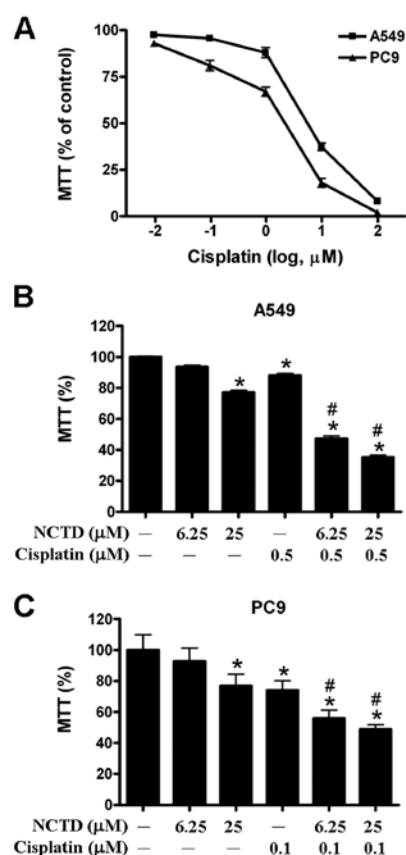 A
A549
PC9
MTT (% of control)
100
75
50
25
0
-2 -1 0 1 2
Cisplatin (log, μM)
B
A549
MTT (%)
120
100
80
60
40
20
0
* * # * # *
NCTD (μM) — 6.25 25 — 6.25 25
Cisplatin (μM) — — — 0.5 0.5 0.5
C
PC9
MTT (%)
120
100
80
60
40
20
0
* * # * # *
NCTD (μM) — 6.25 25 — 6.25 25
Cisplatin (μM) — — — 0.1 0.1 0.1